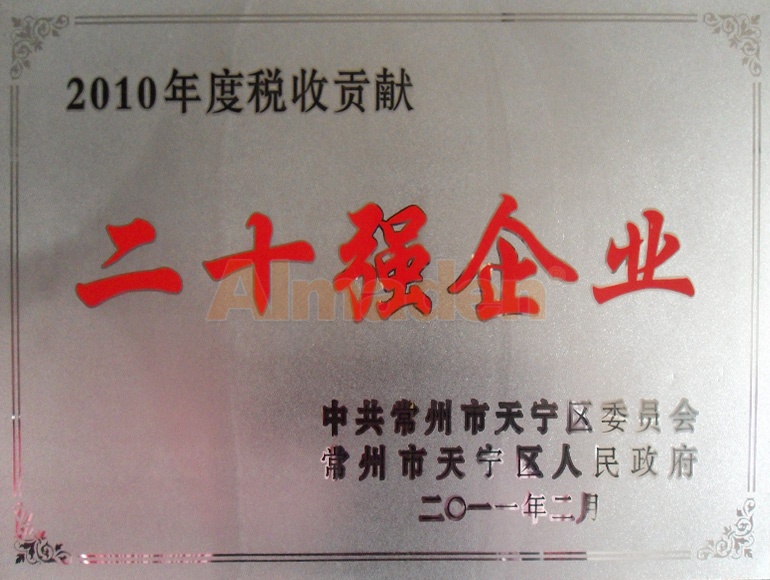 2010年度税收贡献
二十强企业
Almaden®
中共常州市天宁区委员会
常州市天宁区人民政府
二〇一一年二月